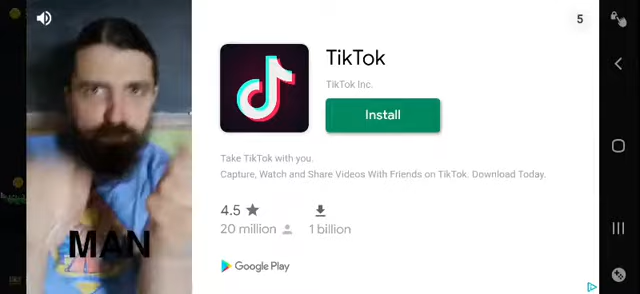 5
TikTok
TikTok Inc.
Install
Take TikTok with you.
Capture, Watch and Share Videos With Friends on TikTok. Download Today.
4.5
20 million
1 billion
Google Play
MAN